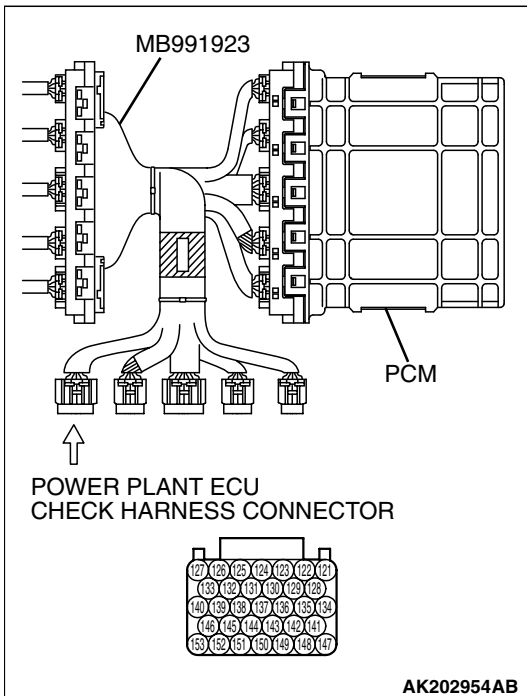 MB991923
PCM
POWER PLANT ECU
CHECK HARNESS CONNECTOR
127 126 125 124 123 122 121
133 132 131 130 129 128
140 139 138 137 136 135 134
146 145 144 143 142 141
153 152 151 150 149 148 147
AK202954AB